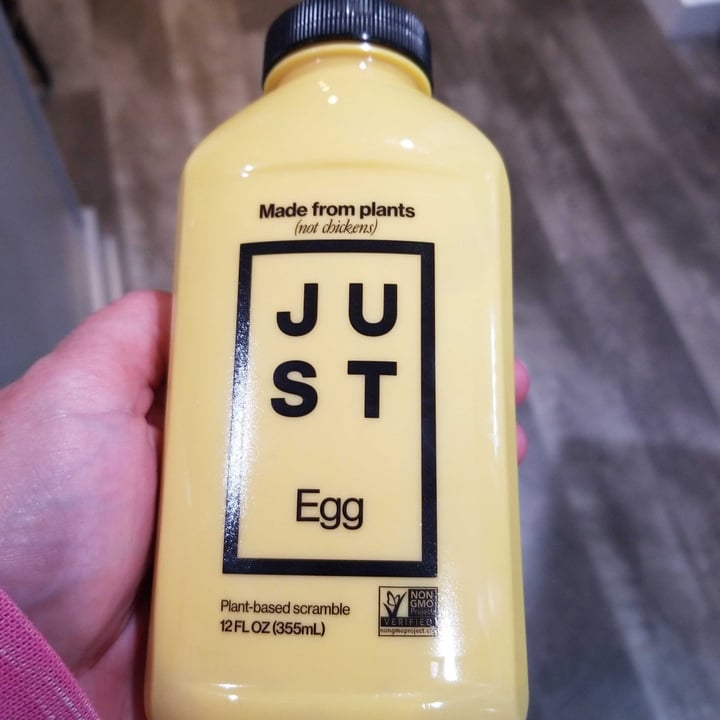 Made from plants
(not chickens)
JU
ST
Egg
Plant-based scramble
12 FL OZ (355mL)
NON
GMO
Project
VERIFIED
nongmoproject.org